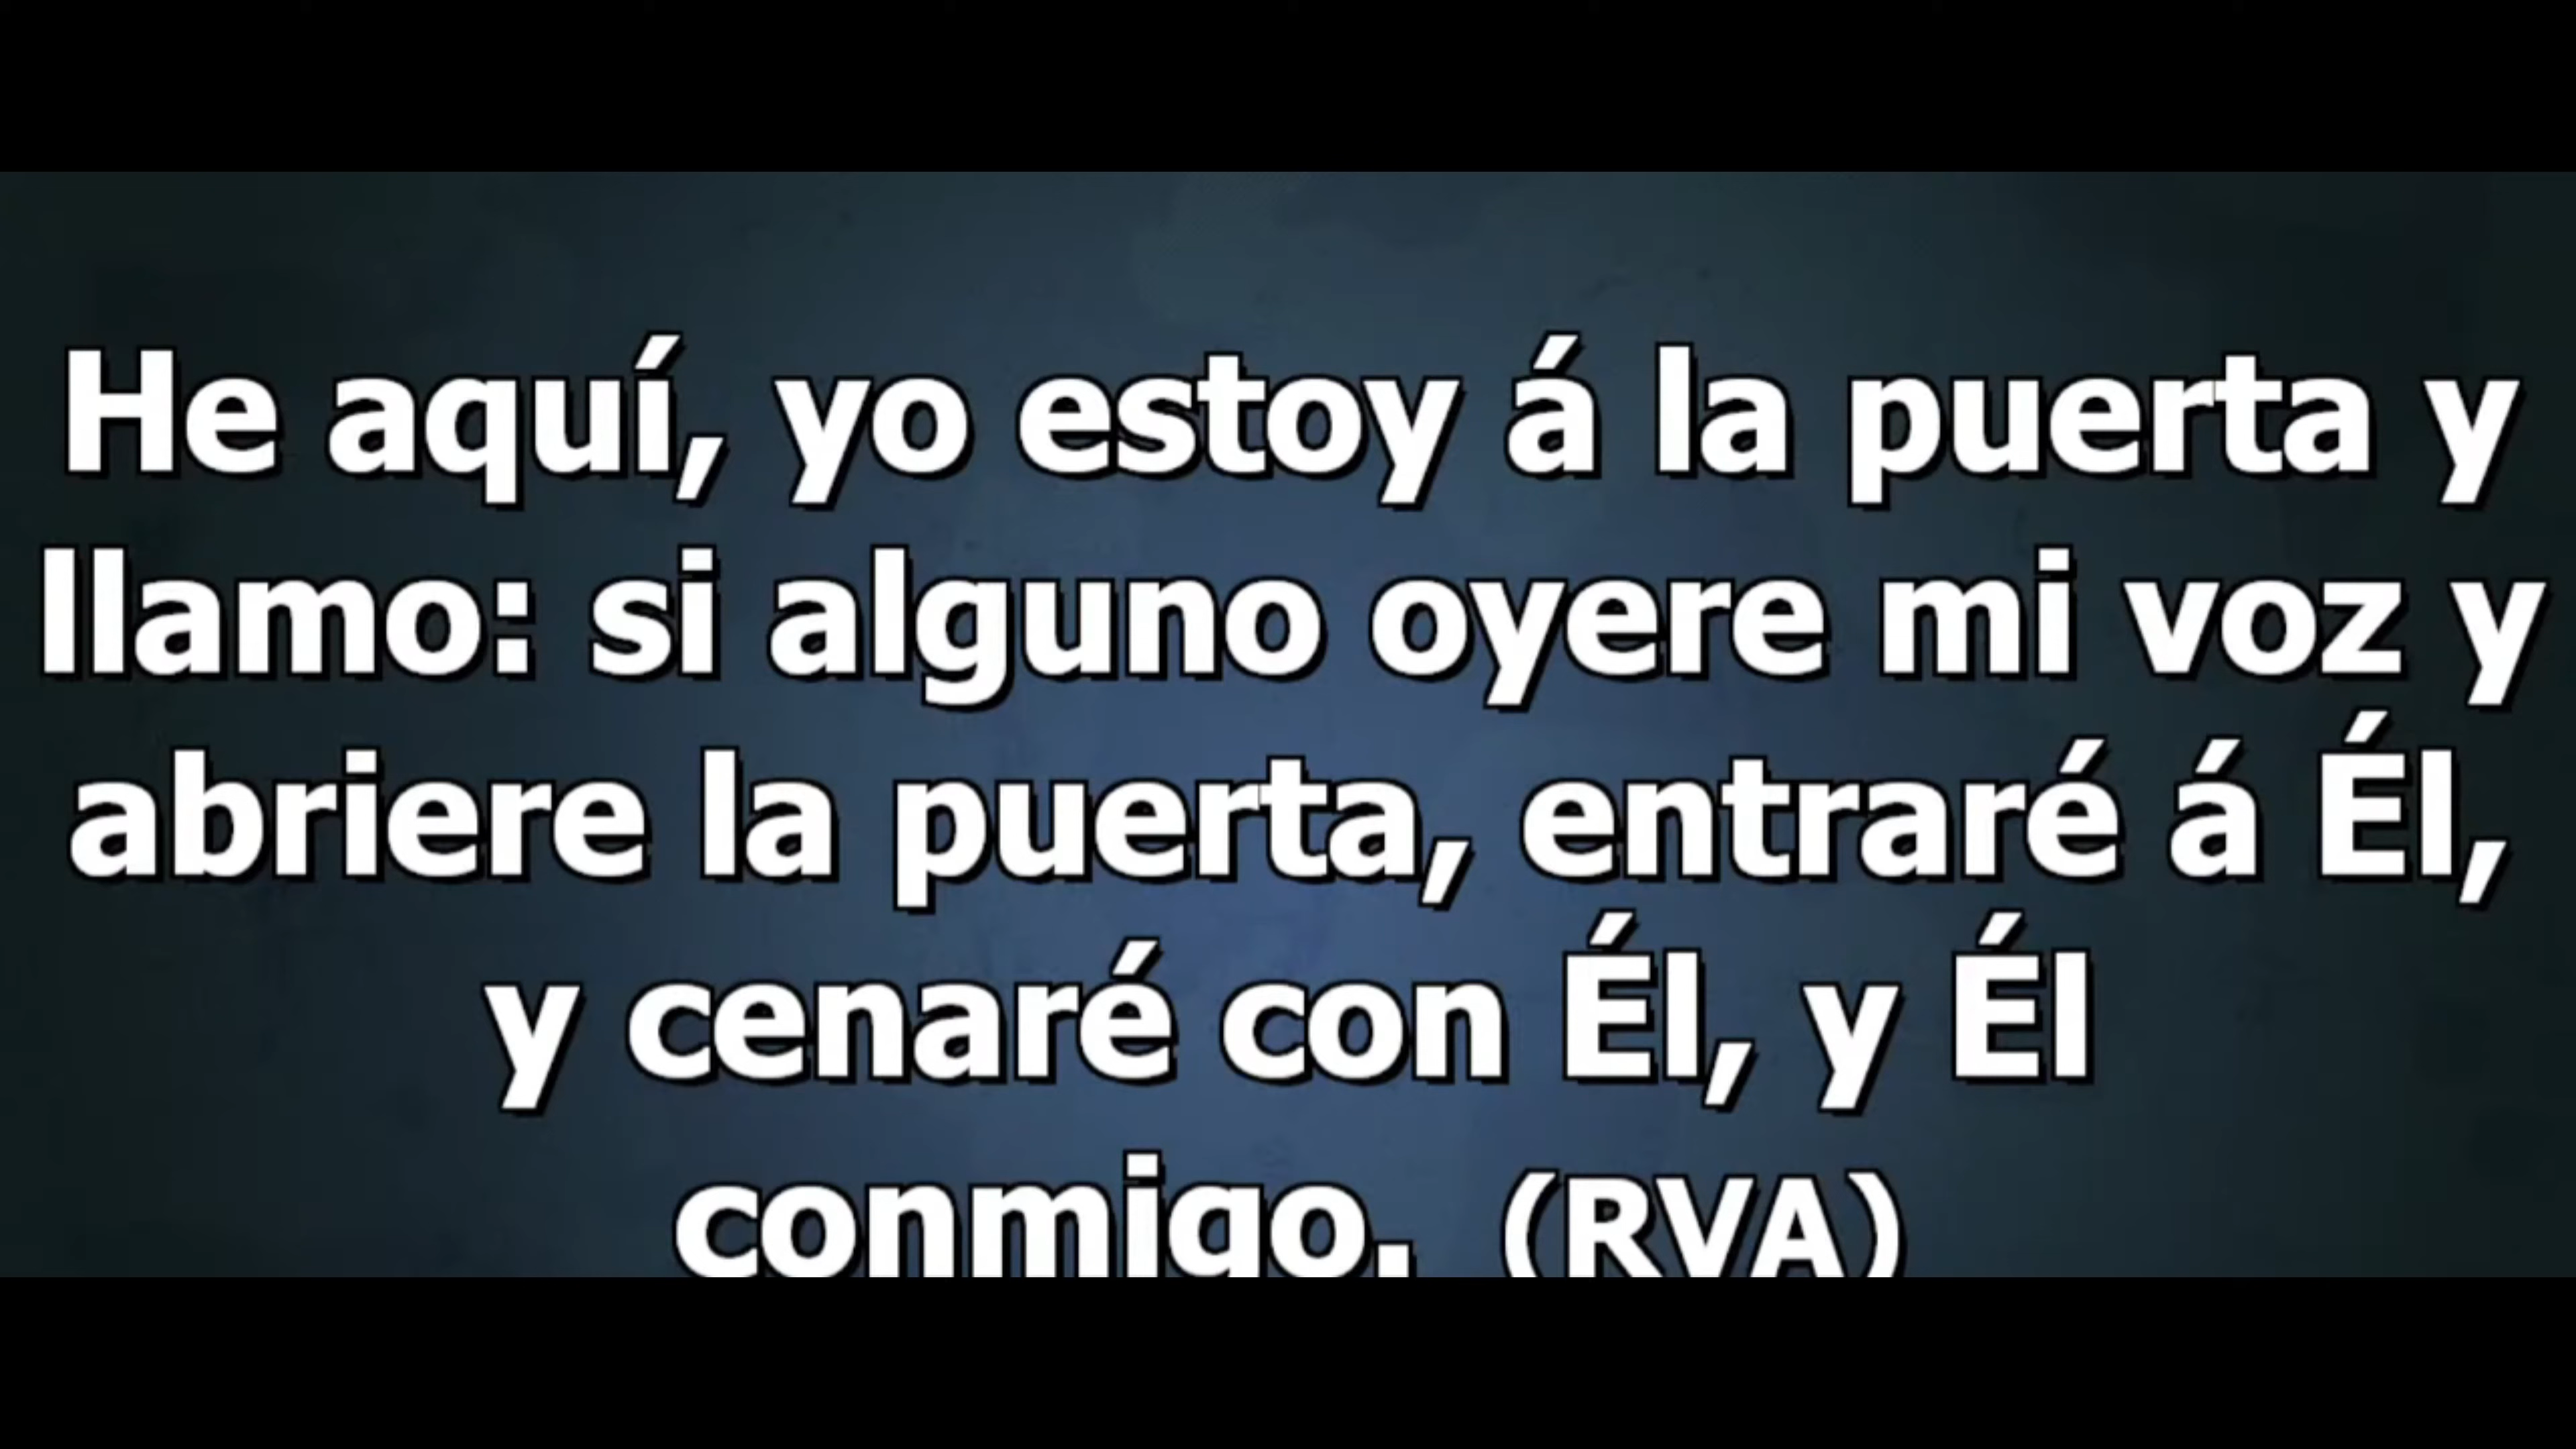 He aquí, yo estoy á la puerta y
llamo: si alguno oyere mi voz y
abriere la puerta, entraré á Él,
y cenaré con Él, y Él
conmigo. (RVA)